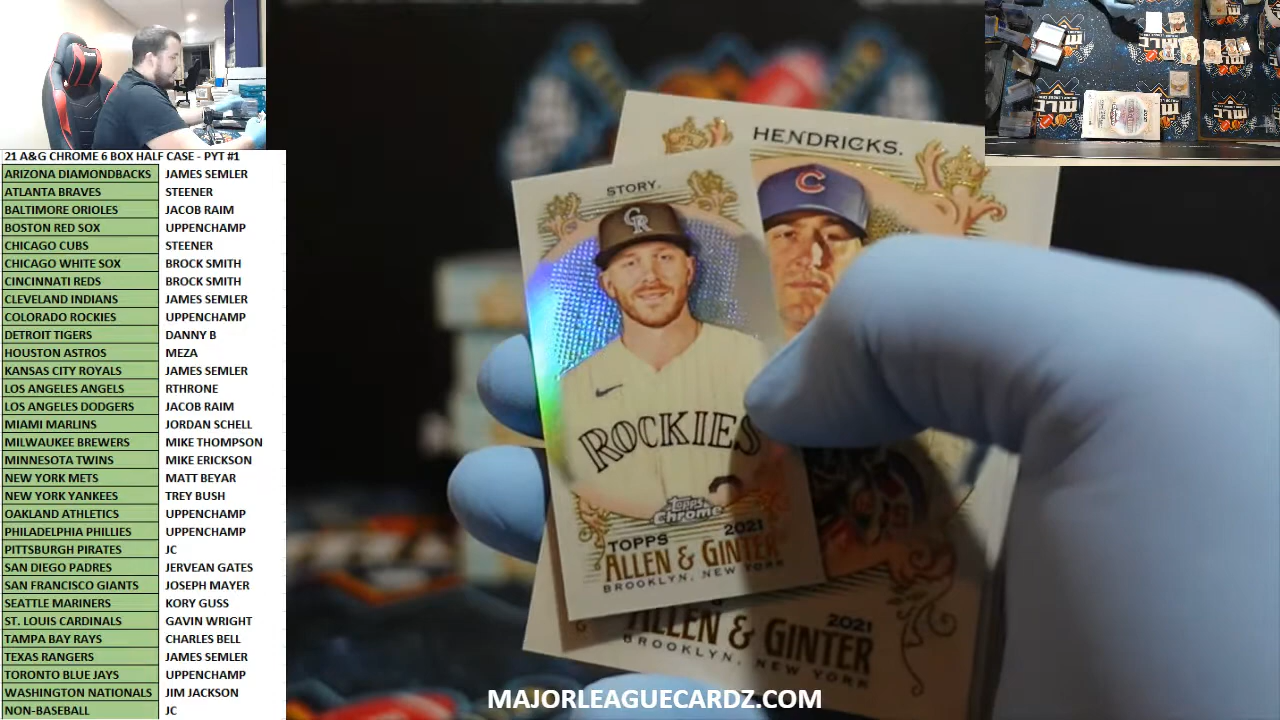 21 A&G CHROME 6 BOX HALF CASE - PYT #1
ARIZONA DIAMONDBACKS JAMES SEMLER
ATLANTA BRAVES STEENER
BALTIMORE ORIOLES JACOB RAIM
BOSTON RED SOX UPPENCHAMP
CHICAGO CUBS STEENER
CHICAGO WHITE SOX BROCK SMITH
CINCINNATI REDS BROCK SMITH
CLEVELAND INDIANS JAMES SEMLER
COLORADO ROCKIES UPPENCHAMP
DETROIT TIGERS DANNY B
HOUSTON ASTROS MEZA
KANSAS CITY ROYALS JAMES SEMLER
LOS ANGELES ANGELS RTHRONE
LOS ANGELES DODGERS JACOB RAIM
MIAMI MARLINS JORDAN SCHELL
MILWAUKEE BREWERS MIKE THOMPSON
MINNESOTA TWINS MIKE ERICKSON
NEW YORK METS MATT BEYAR
NEW YORK YANKEES TREY BUSH
OAKLAND ATHLETICS UPPENCHAMP
PHILADELPHIA PHILLIES UPPENCHAMP
PITTSBURGH PIRATES JC
SAN DIEGO PADRES JERVEAN GATES
SAN FRANCISCO GIANTS JOSEPH MAYER
SEATTLE MARINERS KORY GUSS
ST. LOUIS CARDINALS GAVIN WRIGHT
TAMPA BAY RAYS CHARLES BELL
TEXAS RANGERS JAMES SEMLER
TORONTO BLUE JAYS UPPENCHAMP
WASHINGTON NATIONALS JIM JACKSON
NON-BASEBALL JC
HENDRICKS.
C
STORY.
CR
ROCKIES
Topps
Chrome
TOPPS 2021
ALLEN & GINTER
BROOKLYN, NEW YORK
2021
ALLEN & GINTER
BROOKLYN, NEW YORK
MAJORLEAGUECARDZ.COM